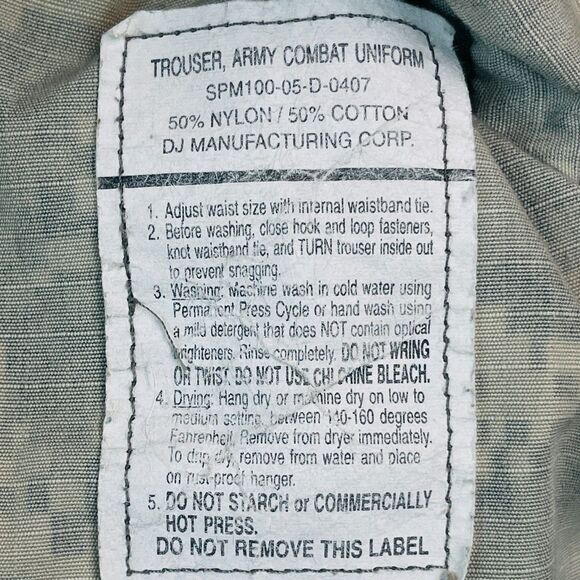 TROUSER, ARMY COMBAT UNIFORM
SPM100-05-D-0407
50% NYLON / 50% COTTON
DJ MANUFACTURING CORP.
1. Adjust waist size with internal waistband tie.
2. Before washing, close hook and loop fasteners,
knot waistband tie, and TURN trouser inside out
to prevent snagging.
3. Washing: Machine wash in cold water using
Permanent Press Cycle or hand wash using
a mild detergent that does NOT contain optical
brighteners. Rinse completely. DO NOT WRING
OR TWIST. DO NOT USE CHLORINE BLEACH.
4. Drying: Hang dry or machine dry on low to
medium setting, between 140-160 degrees
Fahrenheit. Remove from dryer immediately.
To drip dry, remove from water and place
on rust-proof hanger.
5. DO NOT STARCH or COMMERCIALLY
HOT PRESS.
DO NOT REMOVE THIS LABEL